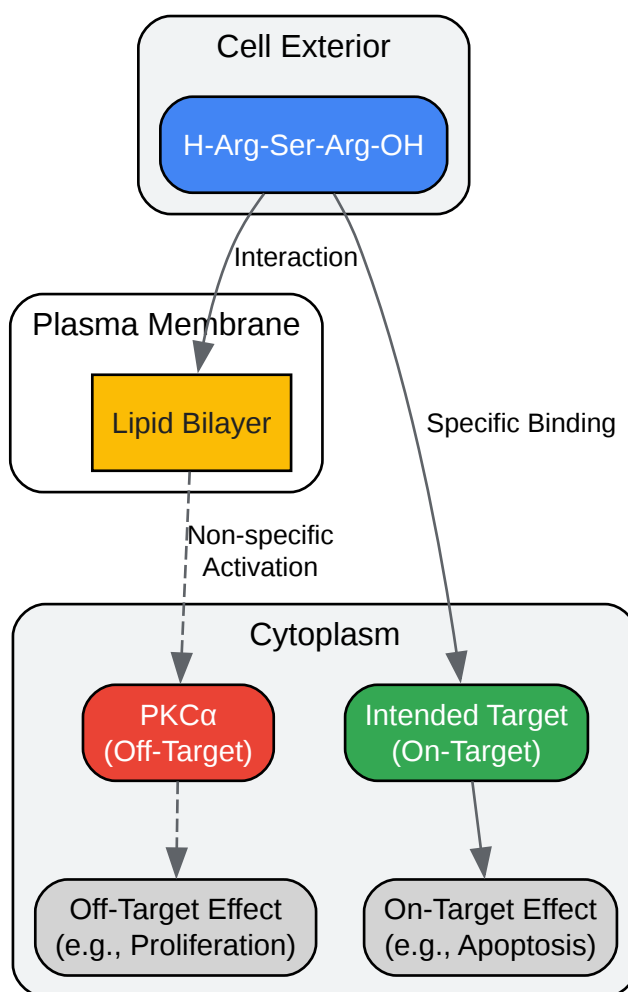 Cell Exterior
H-Arg-Ser-Arg-OH
Interaction
Plasma Membrane
Lipid Bilayer
Specific Binding
Non-specific
Activation
Cytoplasm
PKCα
(Off-Target)
Intended Target
(On-Target)
Off-Target Effect
(e.g., Proliferation)
On-Target Effect
(e.g., Apoptosis)